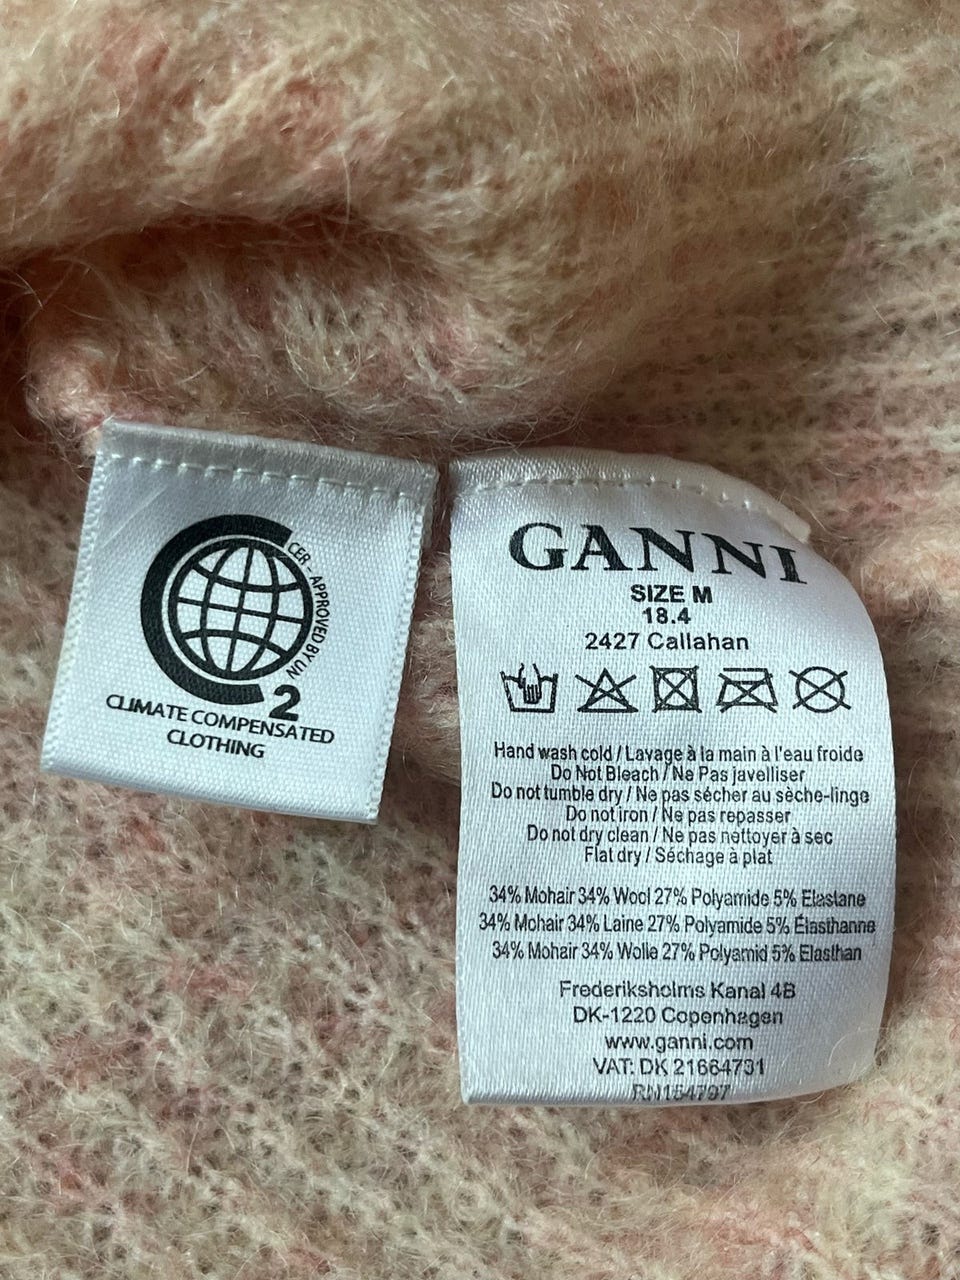 CER - APPROVED BY UN
2
CLIMATE COMPENSATED
CLOTHING
GANNI
SIZE M
18.4
2427 Callahan
Hand wash cold / Lavage à la main à l'eau froide
Do Not Bleach / Ne Pas javelliser
Do not tumble dry / Ne pas sécher au sèche-linge
Do not iron / Ne pas repasser
Do not dry clean / Ne pas nettoyer à sec
Flat dry / Séchage à plat
34% Mohair 34% Wool 27% Polyamide 5% Elastane
34% Mohair 34% Laine 27% Polyamide 5% Élasthanne
34% Mohair 34% Wolle 27% Polyamid 5% Elasthan
Frederiksholms Kanal 4B
DK-1220 Copenhagen
www.ganni.com
VAT: DK 21664731
RN154797